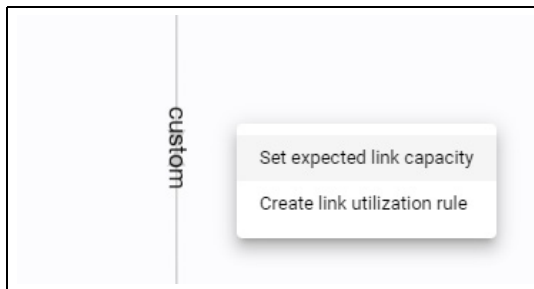 custom
Set expected link capacity
Create link utilization rule